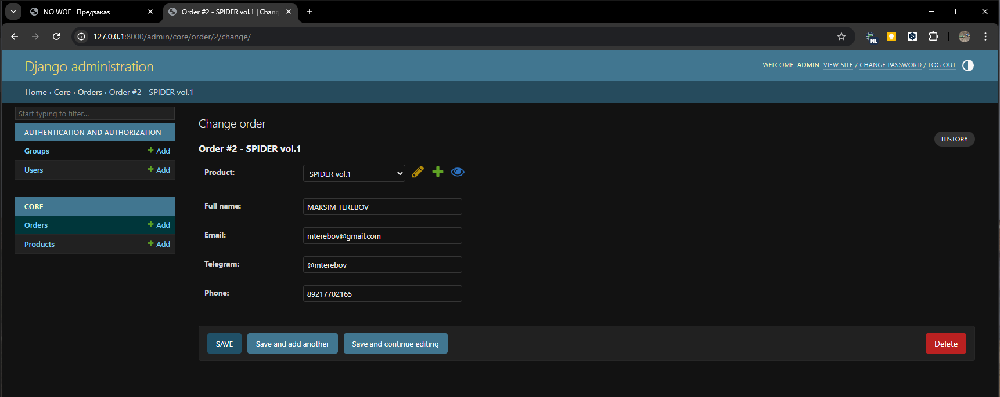 NO WOE | Предзаказ
Order #2 - SPIDER vol.1 | Chang
127.0.0.1:8000/admin/core/order/2/change/
NL
Django administration
WELCOME, ADMIN. VIEW SITE / CHANGE PASSWORD / LOG OUT
Home › Core › Orders › Order #2 - SPIDER vol.1
Start typing to filter...
AUTHENTICATION AND AUTHORIZATION
Groups + Add
Users + Add
CORE
Orders + Add
Products + Add
Change order
HISTORY
Order #2 - SPIDER vol.1
Product: SPIDER vol.1
Full name: MAKSIM TEREBOV
Email: mterebov@gmail.com
Telegram: @mterebov
Phone: 89217702165
SAVE Save and add another Save and continue editing Delete